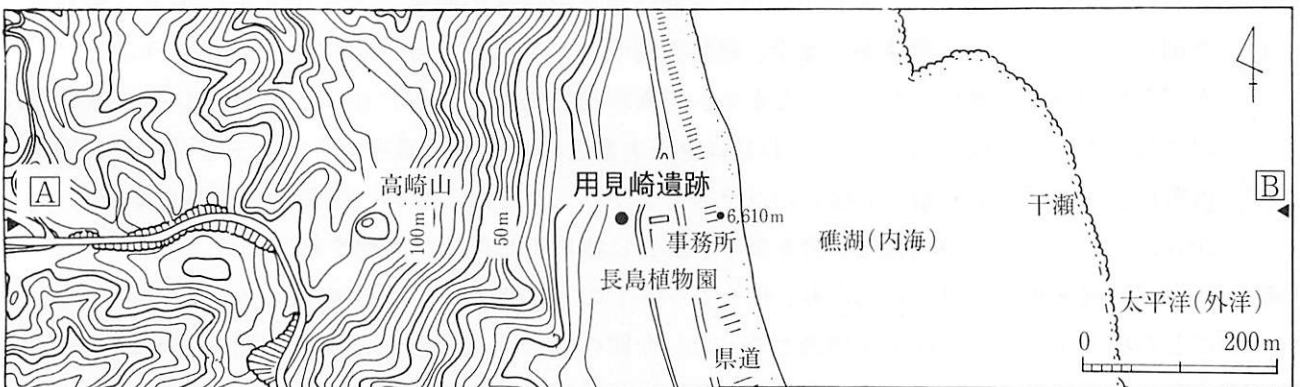 A
高崎山
100m
50m
用見崎遺跡
6,610m
事務所
長島植物園
県道
礁湖(内海)
干瀬
B
太平洋(外洋)
0 200m